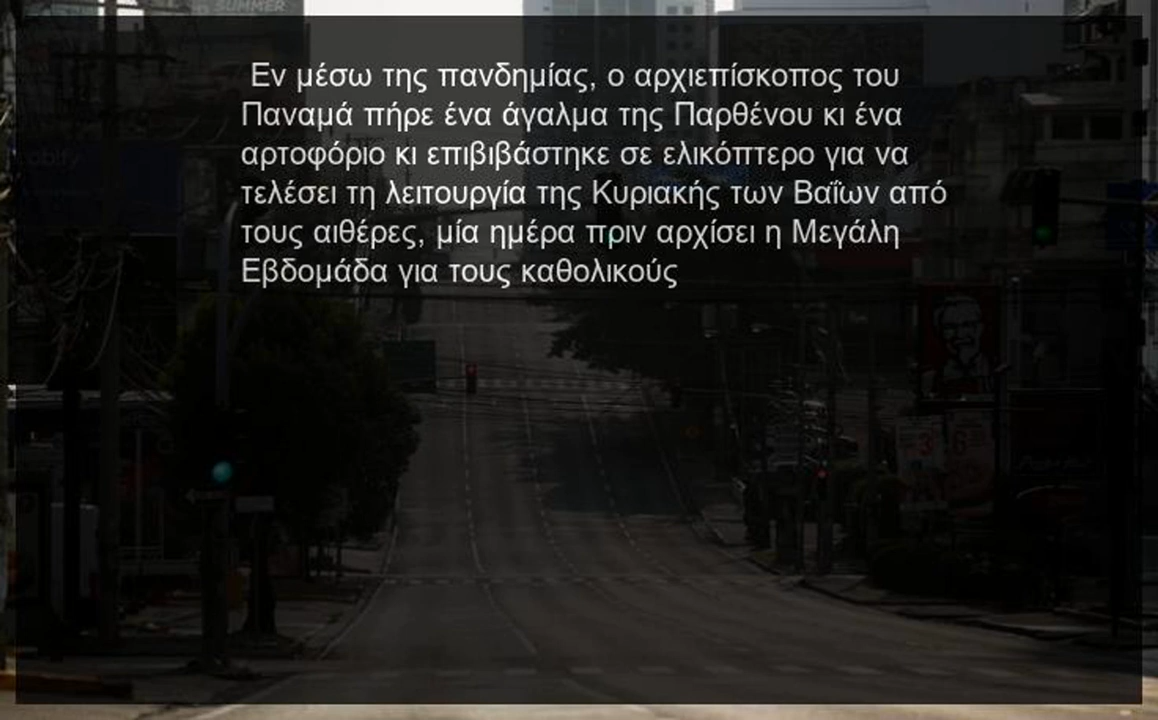 SUMMER
Εν μέσω της πανδημίας, ο αρχιεπίσκοπος του
Παναμά πήρε ένα άγαλμα της Παρθένου κι ένα
αρτοφόριο κι επιβιβάστηκε σε ελικόπτερο για να
τελέσει τη λειτουργία της Κυριακής των Βαΐων από
τους αιθέρες, μία ημέρα πριν αρχίσει η Μεγάλη
Εβδομάδα για τους καθολικούς